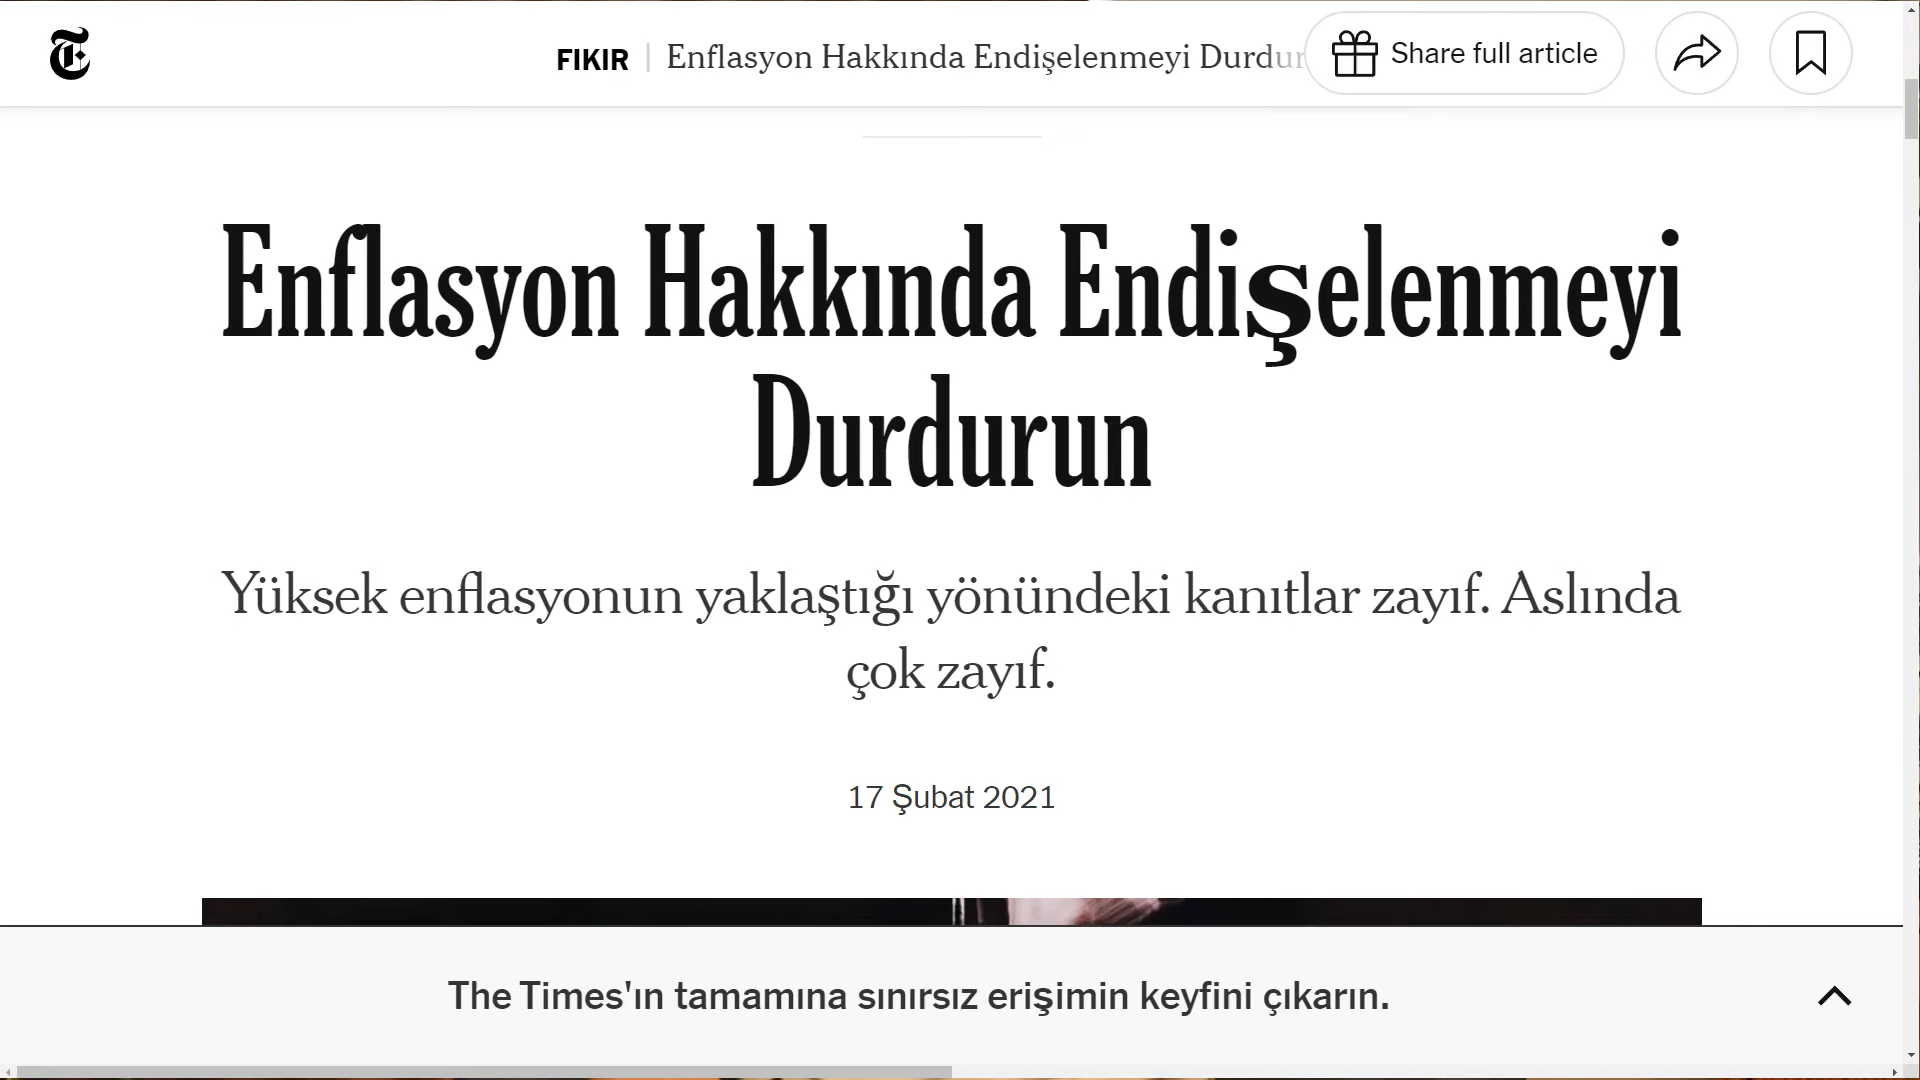 FIKIR | Enflasyon Hakkında Endişelenmeyi Durdur
Share full article
Enflasyon Hakkında Endişelenmeyi
Durdurun
Yüksek enflasyonun yaklaştığı yönündeki kanıtlar zayıf. Aslında
çok zayıf.
17 Şubat 2021
The Times'ın tamamına sınırsız erişimin keyfini çıkarın.